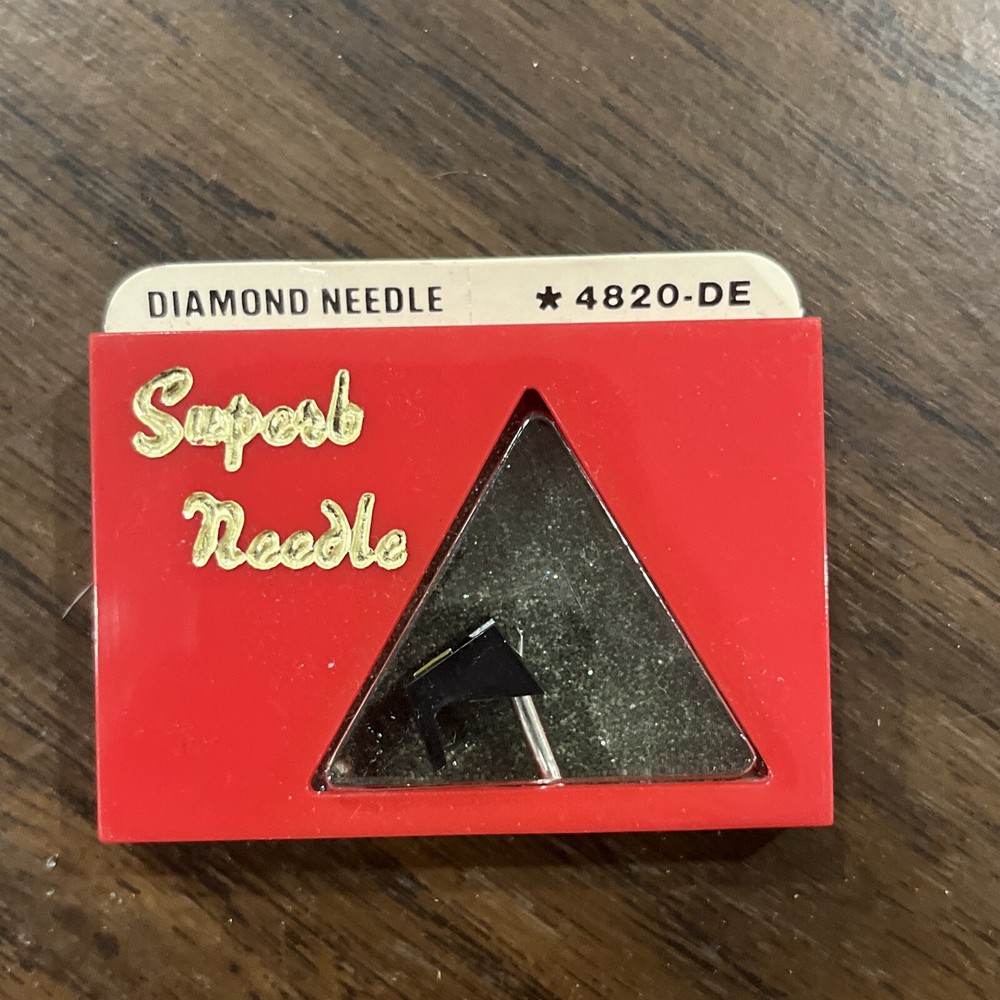 DIAMOND NEEDLE ★ 4820-DE
Superb
Needle